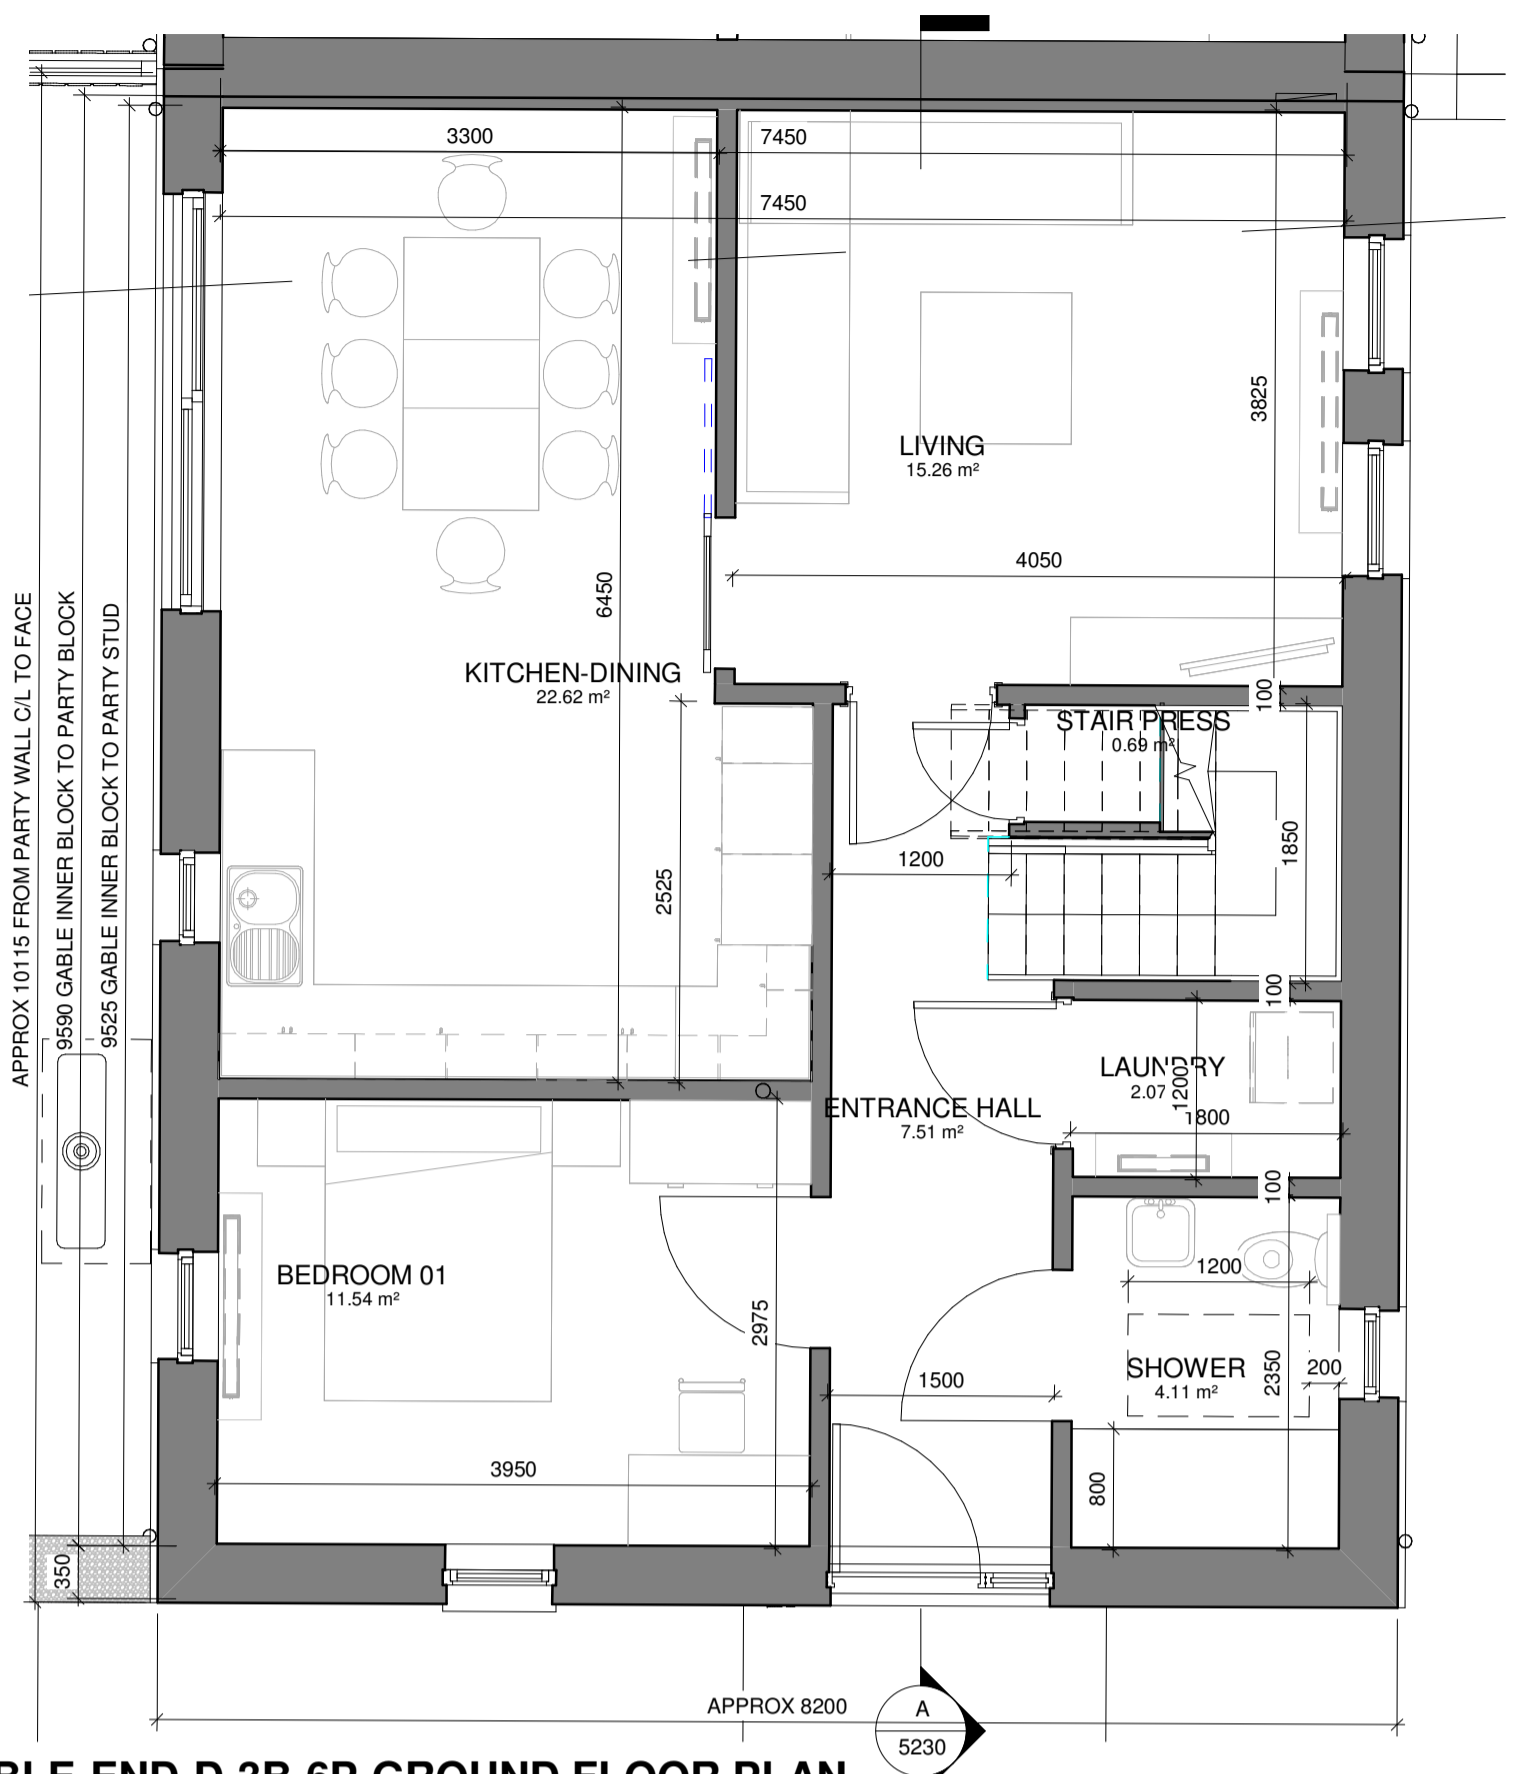 3300
7450
7450
3825
LIVING
15.26 m²
4050
6450
KITCHEN-DINING
22.62 m²
100
STAIR PRESS
0.69 m²
1200
1850
2525
APPROX 10115 FROM PARTY WALL C/L TO FACE
9590 GABLE INNER BLOCK TO PARTY BLOCK
9525 GABLE INNER BLOCK TO PARTY STUD
100
LAUNDRY
2.07
1200
1800
ENTRANCE HALL
7.51 m²
100
BEDROOM 01
11.54 m²
2975
1200
SHOWER
4.11 m²
2350
200
1500
3950
800
350
APPROX 8200
A
5230